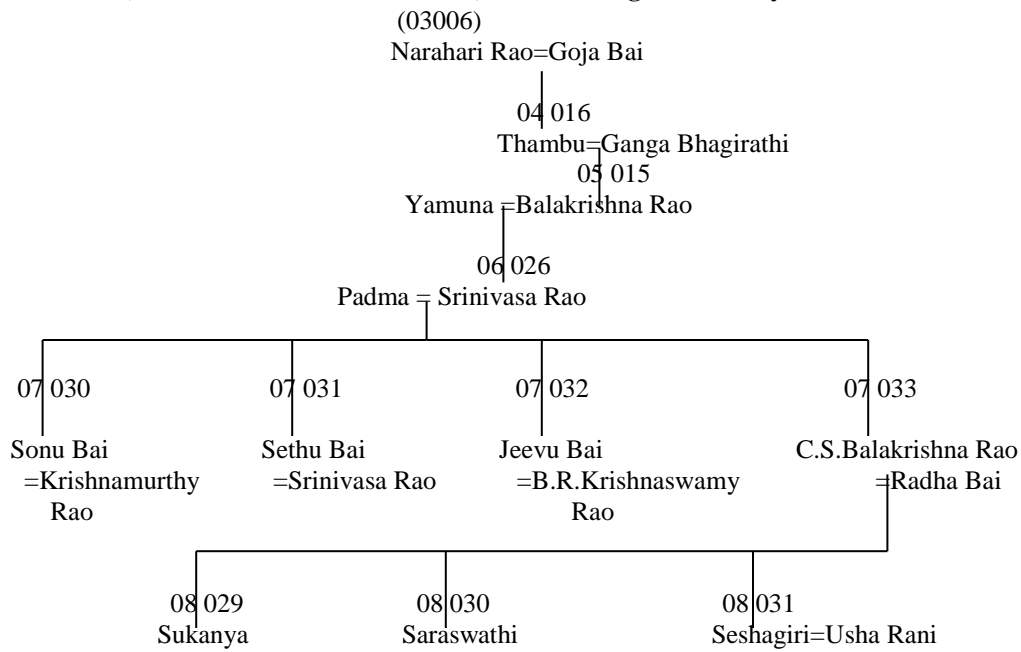 (03006)
Narahari Rao=Goja Bai
04 016
Thambu=Ganga Bhagirathi
05 015
Yamuna =Balakrishna Rao
06 026
Padma = Srinivasa Rao
07 030 07 031 07 032 07 033
Sonu Bai Sethu Bai Jeevu Bai C.S.Balakrishna Rao
=Krishnamurthy =Srinivasa Rao =B.R.Krishnaswamy =Radha Bai
Rao Rao
08 029 08 030 08 031
Sukanya Saraswathi Seshagiri=Usha Rani